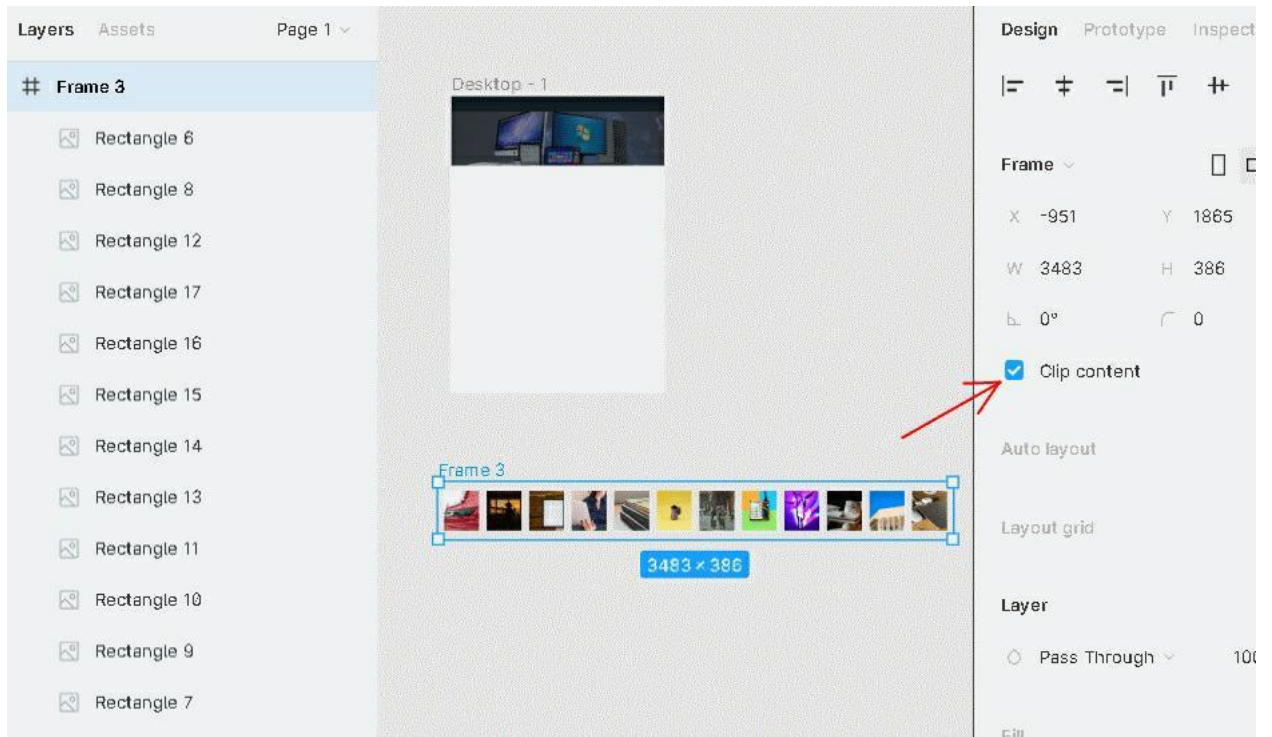 Layers Assets Page 1
Frame 3
Rectangle 6
Rectangle 8
Rectangle 12
Rectangle 17
Rectangle 16
Rectangle 15
Rectangle 14
Rectangle 13
Rectangle 11
Rectangle 10
Rectangle 9
Rectangle 7
Desktop - 1
Frame 3
3483 × 386
Design Prototype Inspect
Frame
X -951 Y 1865
W 3483 H 386
0° 0
Clip content
Auto layout
Layout grid
Layer
Pass Through 100
Fill